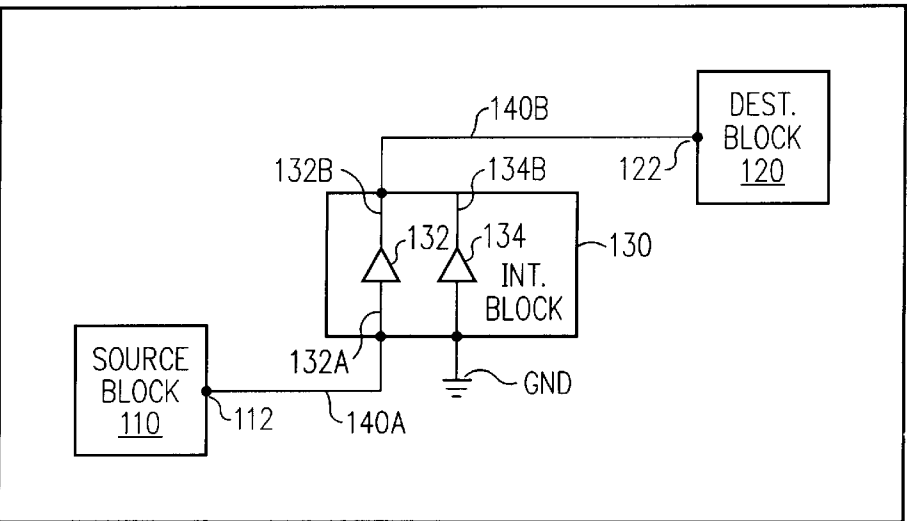 140B
DEST.
BLOCK
120
122
132B
134B
132
134
130
INT.
BLOCK
132A
GND
SOURCE
BLOCK
110
112
140A